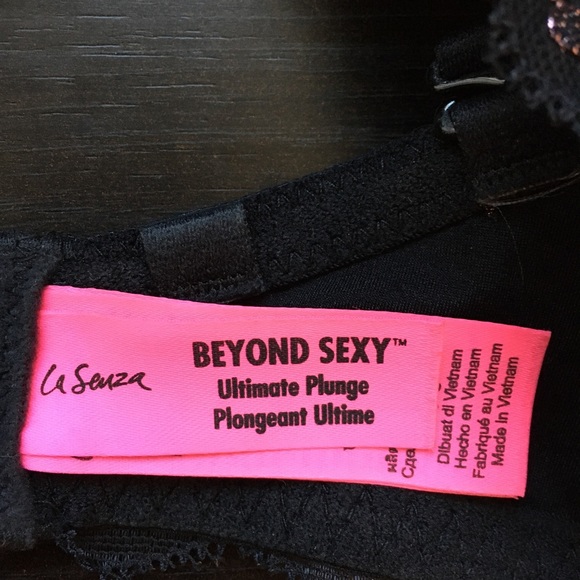 la Senza
BEYOND SEXY™
Ultimate Plunge
Plongeant Ultime
Dibuat di Vietnam
Hecho en Vietnam
Fabriqué au Vietnam
Made in Vietnam